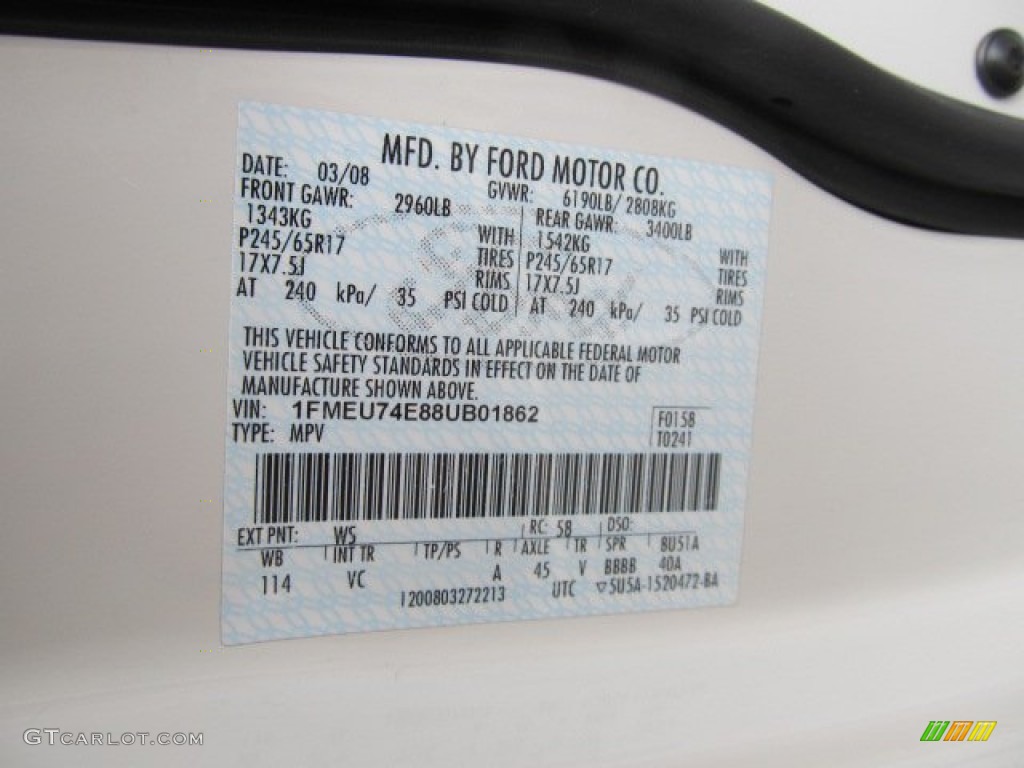 MFD. BY FORD MOTOR CO.
DATE: 03/08 GVWR: 6190LB/ 2808KG
FRONT GAWR: 2960LB REAR GAWR: 3400LB
1343KG WITH 1542KG WITH
P245/65R17 TIRES P245/65R17 TIRES
17X7.5J RIMS 17X7.5J RIMS
AT 240 kPa/ 35 PSI COLD AT 240 kPa/ 35 PSI COLD
THIS VEHICLE CONFORMS TO ALL APPLICABLE FEDERAL MOTOR
VEHICLE SAFETY STANDARDS IN EFFECT ON THE DATE OF
MANUFACTURE SHOWN ABOVE.
VIN: 1FMEU74E88UB01862 F0158
TYPE: MPV T0241
EXT PNT: WS RC: 58 DSO:
WB INT TR TP/PS R AXLE TR SPR 8U51A
114 VC A 45 V BBBB 40A
1200803272213 UTC ▽5U5A-1520472-BA
GTCARLOT.COM